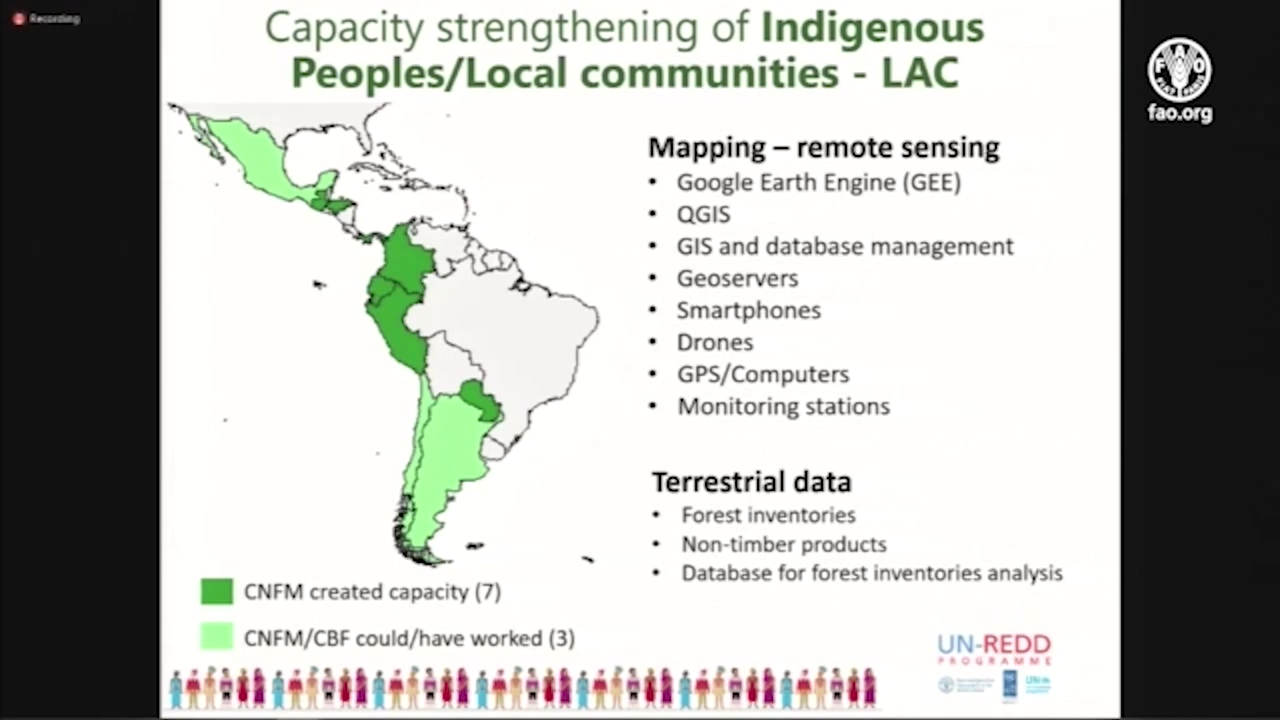 Recording
Capacity strengthening of Indigenous
Peoples/Local communities - LAC
FAO
fao.org
Mapping – remote sensing
• Google Earth Engine (GEE)
• QGIS
• GIS and database management
• Geoservers
• Smartphones
• Drones
• GPS/Computers
• Monitoring stations
Terrestrial data
• Forest inventories
• Non-timber products
• Database for forest inventories analysis
CNFM created capacity (7)
CNFM/CBF could/have worked (3)
UN-REDD
PROGRAMME